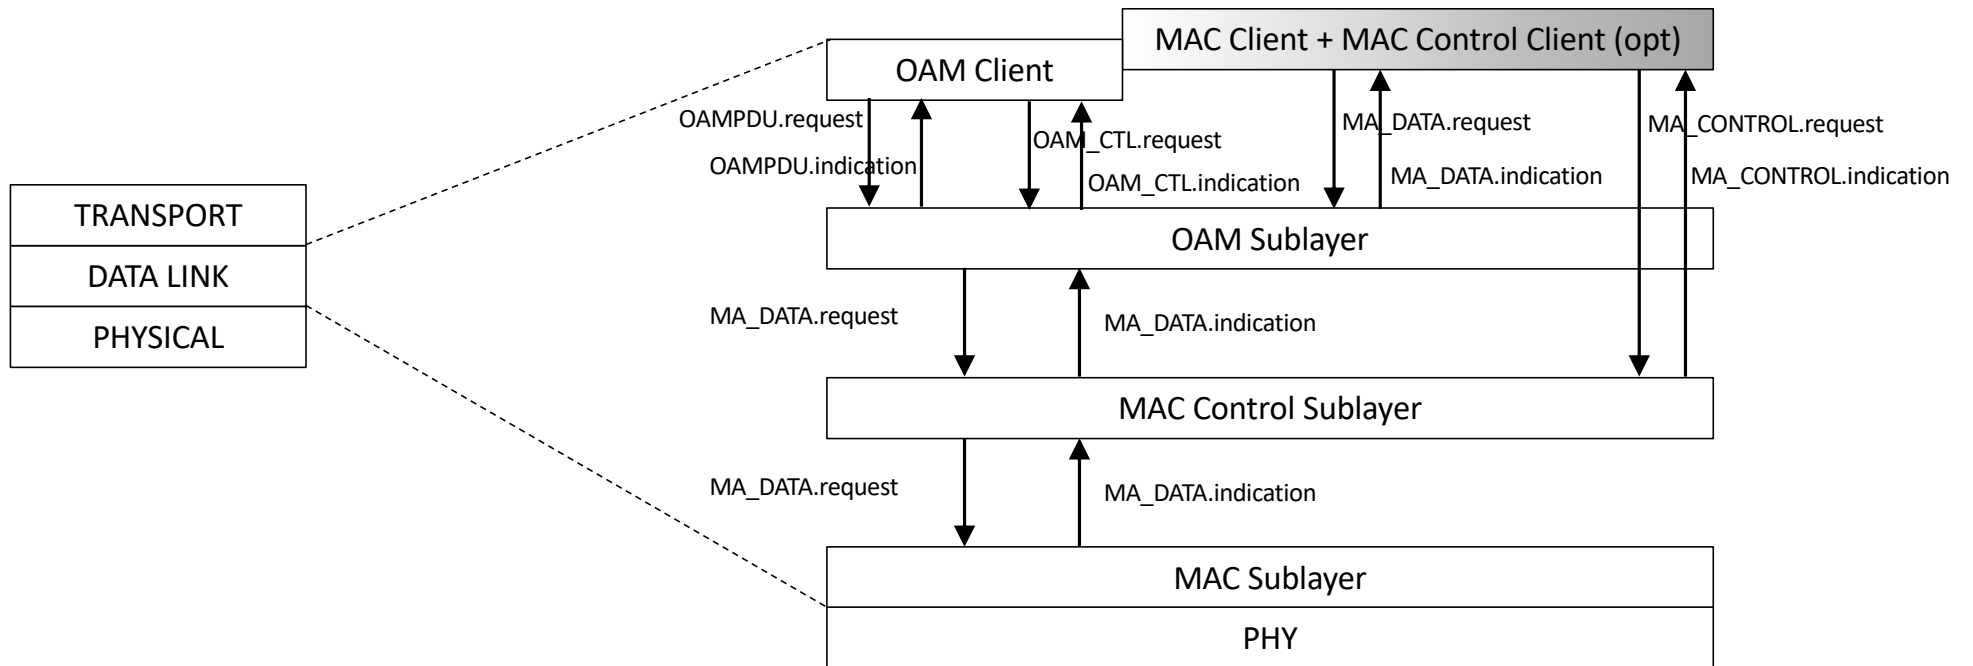 MAC Client + MAC Control Client (opt)
OAM Client
OAMPDU.request
MA_DATA.request
MA_CONTROL.request
OAM_CTL.request
OAMPDU.indication
OAM_CTL.indication
MA_DATA.indication
MA_CONTROL.indication
TRANSPORT
OAM Sublayer
DATA LINK
MA_DATA.request
MA_DATA.indication
PHYSICAL
MAC Control Sublayer
MA_DATA.request
MA_DATA.indication
MAC Sublayer
PHY